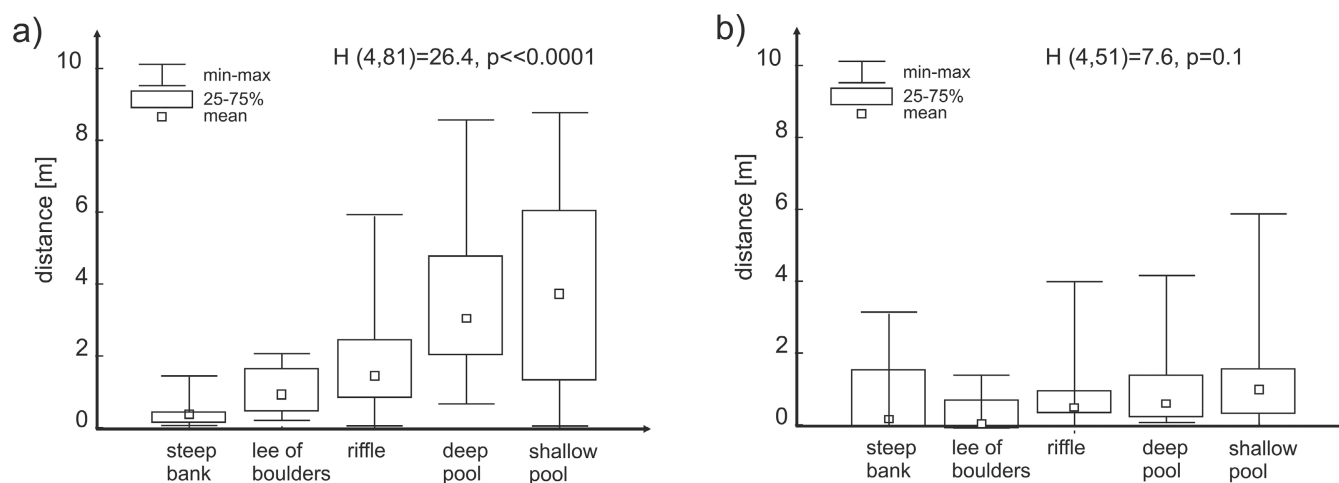 a)
H (4,81)=26.4, p<<0.0001
min-max
25-75%
mean
distance [m]
10
8
6
4
2
0
steep bank
lee of boulders
riffle
deep pool
shallow pool
b)
H (4,51)=7.6, p=0.1
min-max
25-75%
mean
distance [m]
10
8
6
4
2
0
steep bank
lee of boulders
riffle
deep pool
shallow pool